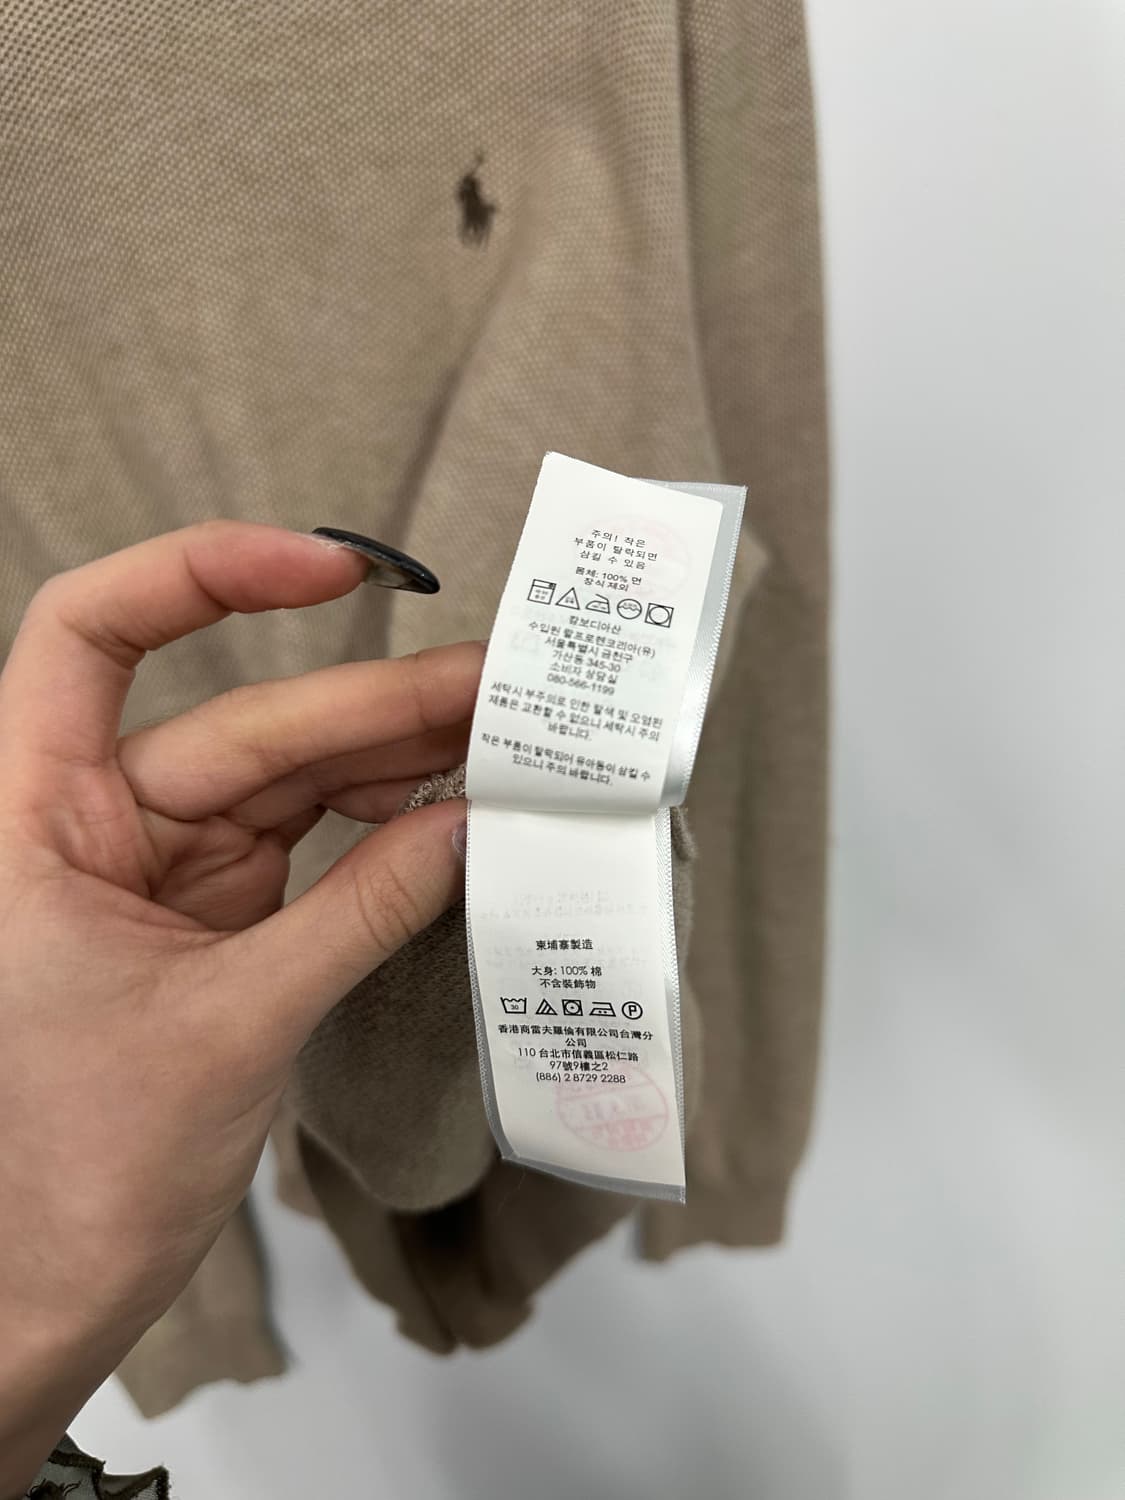 주의! 작은
부품이 탈락되면
삼킬 수 있음
몸체: 100% 면
장식 제외
캄보디아산
수입원 랄프로렌코리아(유)
서울특별시 금천구
가산동 345-30
소비자 상담실
080-566-1199
세탁시 부주의로 인한 탈색 및 오염된
제품은 교환할 수 없으니 세탁시 주의
바랍니다.
작은 부품이 탈락되어 유아동이 삼킬 수
있으니 주의 바랍니다.
柬埔寨製造
大身: 100% 棉
不含裝飾物
30
P
香港商雷夫羅倫有限公司台灣分
公司
110 台北市信義區松仁路
97號9樓之2
(886) 2 8729 2288